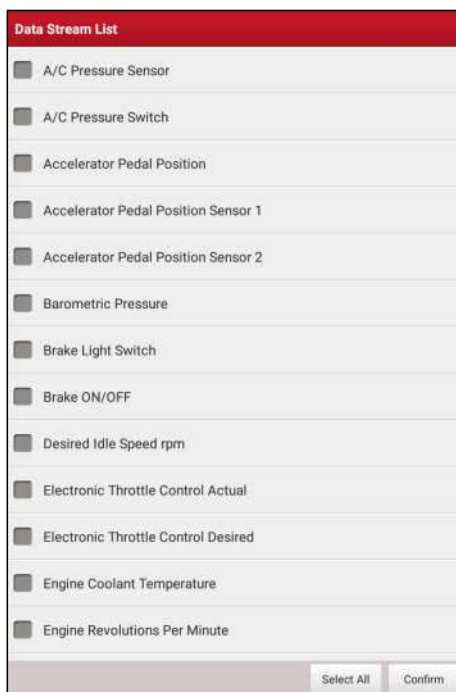 Data Stream List
A/C Pressure Sensor
A/C Pressure Switch
Accelerator Pedal Position
Accelerator Pedal Position Sensor 1
Accelerator Pedal Position Sensor 2
Barometric Pressure
Brake Light Switch
Brake ON/OFF
Desired Idle Speed rpm
Electronic Throttle Control Actual
Electronic Throttle Control Desired
Engine Coolant Temperature
Engine Revolutions Per Minute
Select All Confirm